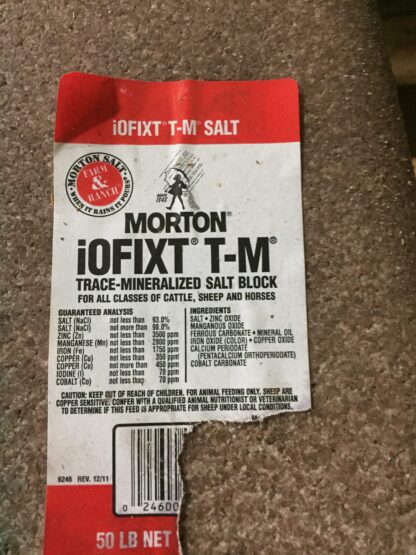 iOFIXT® T-M® SALT
MORTON SALT
FARM & RANCH
WHEN IT RAINS IT POURS®
SINCE 1848
MORTON®
iOFIXT® T-M®
TRACE-MINERALIZED SALT BLOCK
FOR ALL CLASSES OF CATTLE, SHEEP AND HORSES
GUARANTEED ANALYSIS
SALT (NaCl) not less than 93.0%
SALT (NaCl) not more than 98.0%
ZINC (Zn) not less than 3500 ppm
MANGANESE (Mn) not less than 2800 ppm
IRON (Fe) not less than 1750 ppm
COPPER (Cu) not less than 350 ppm
COPPER (Cu) not more than 450 ppm
IODINE (I) not less than 70 ppm
COBALT (Co) not less than 70 ppm
INGREDIENTS
SALT • ZINC OXIDE
MANGANOUS OXIDE
FERROUS CARBONATE • MINERAL OIL
IRON OXIDE (COLOR) • COPPER OXIDE
CALCIUM PERIODATE
(PENTACALCIUM ORTHOPERIODATE)
COBALT CARBONATE
CAUTION: KEEP OUT OF REACH OF CHILDREN. FOR ANIMAL FEEDING ONLY. SHEEP ARE
COPPER SENSITIVE. CONFER WITH A QUALIFIED ANIMAL NUTRITIONIST OR VETERINARIAN
TO DETERMINE IF THIS FEED IS APPROPRIATE FOR SHEEP UNDER LOCAL CONDITIONS.
6246 REV. 12/11
0 24600
50 LB NET